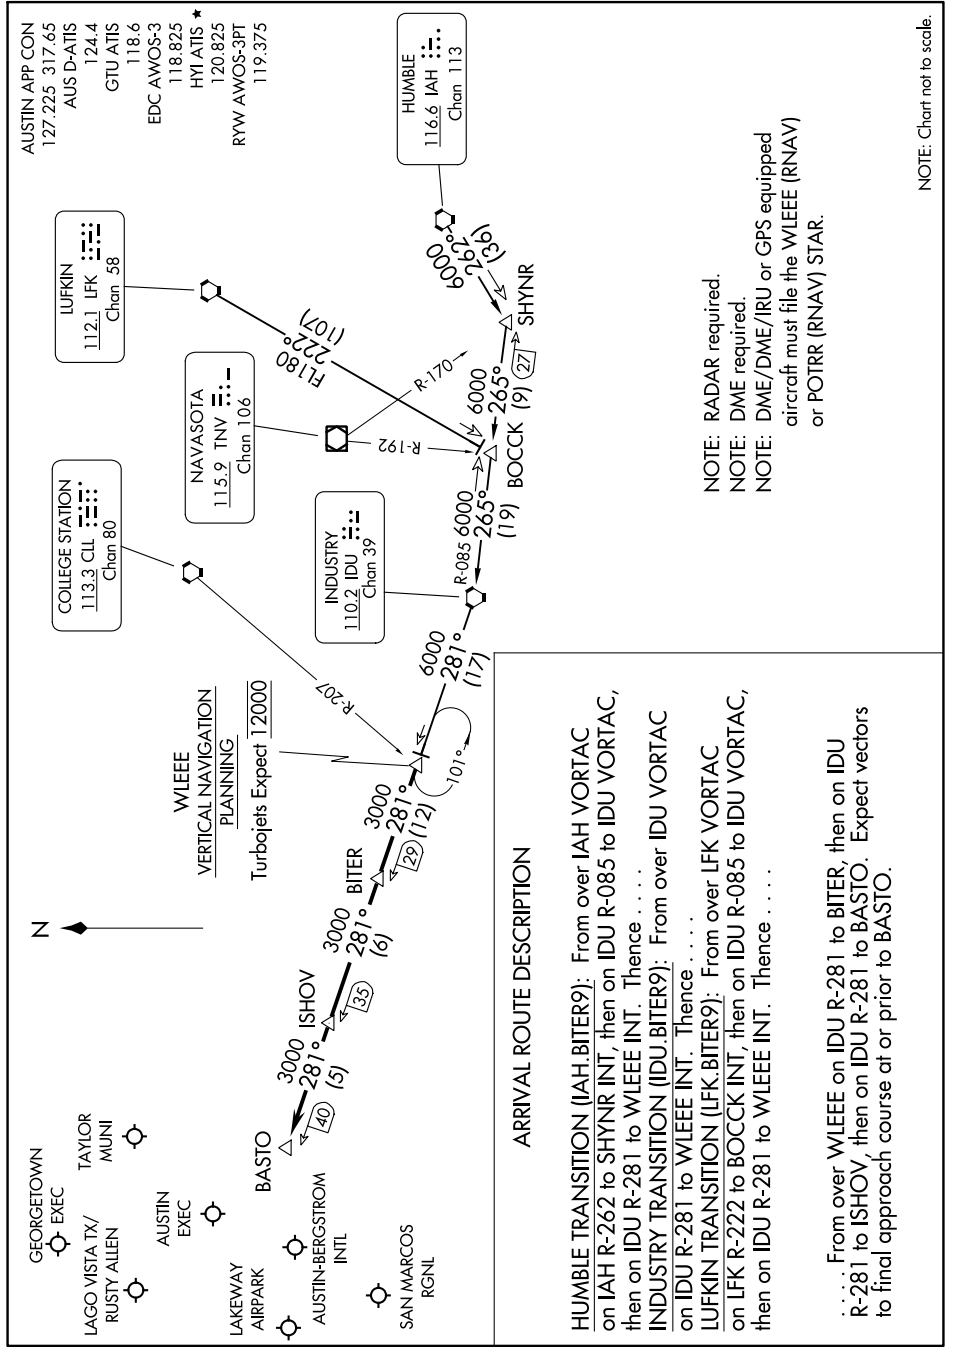 AUSTIN APP CON
127.225 317.65
AUS D-ATIS
124.4
GTU ATIS
118.6
EDC AWOS-3
118.825
HYI ATIS ★
120.825
RYW AWOS-3PT
119.375
HUMBLE
116.6 IAH
Chan 113
LUFKIN
112.1 LFK
Chan 58
NAVASOTA
115.9 TNV
Chan 106
COLLEGE STATION
113.3 CLL
Chan 80
INDUSTRY
110.2 IDU
Chan 39
6000
262°
(36)
SHYNR
FL180
222°
(107)
R-170
R-192
27
6000
265°
(9)
BOCCK
R-085
6000
265°
(19)
6000
281°
(17)
R-207
101°
WLEEE
VERTICAL NAVIGATION
PLANNING
Turbojets Expect 12000
3000
281°
(12)
29
BITER
3000
281°
(6)
35
ISHOV
3000
281°
(5)
40
BASTO
N
GEORGETOWN
EXEC
TAYLOR
MUNI
LAGO VISTA TX/
RUSTY ALLEN
AUSTIN
EXEC
LAKEWAY
AIRPARK
AUSTIN-BERGSTROM
INTL
SAN MARCOS
RGNL
NOTE: RADAR required.
NOTE: DME required.
NOTE: DME/DME/IRU or GPS equipped
aircraft must file the WLEEE (RNAV)
or POTRR (RNAV) STAR.
NOTE: Chart not to scale.
ARRIVAL ROUTE DESCRIPTION
HUMBLE TRANSITION (IAH.BITER9): From over IAH VORTAC
on IAH R-262 to SHYNR INT, then on IDU R-085 to IDU VORTAC,
then on IDU R-281 to WLEEE INT. Thence . . . .
INDUSTRY TRANSITION (IDU.BITER9): From over IDU VORTAC
on IDU R-281 to WLEEE INT. Thence . . . .
LUFKIN TRANSITION (LFK.BITER9): From over LFK VORTAC
on LFK R-222 to BOCCK INT, then on IDU R-085 to IDU VORTAC,
then on IDU R-281 to WLEEE INT. Thence . . . .
. . . . From over WLEEE on IDU R-281 to BITER, then on IDU
R-281 to ISHOV, then on IDU R-281 to BASTO. Expect vectors
to final approach course at or prior to BASTO.